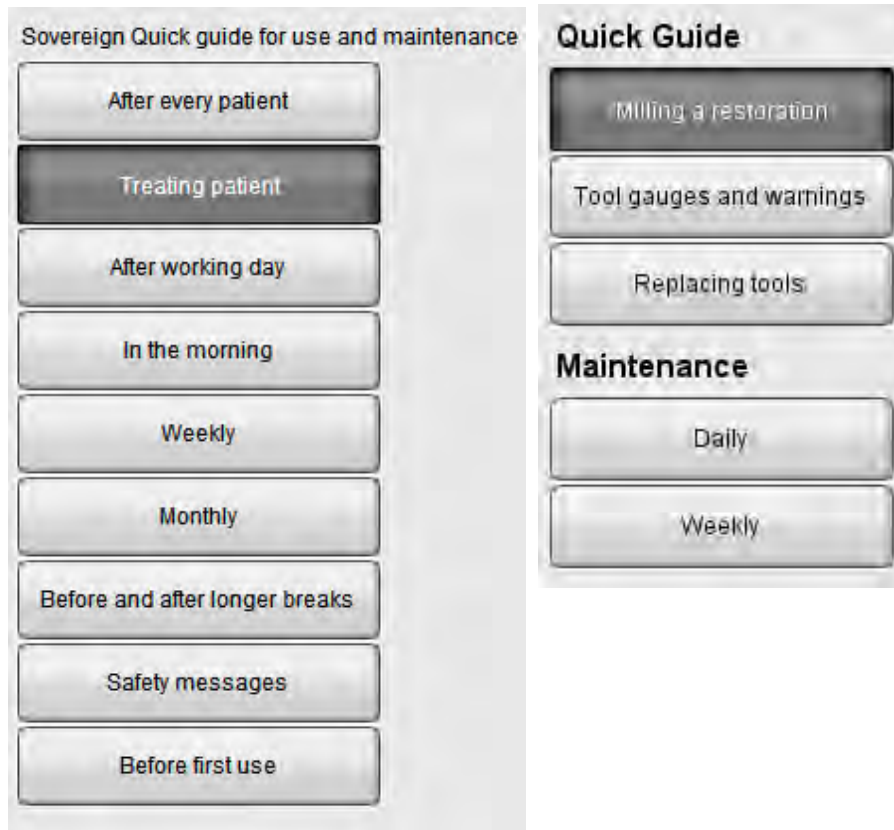 Sovereign Quick guide for use and maintenance
After every patient
Treating patient
After working day
In the morning
Weekly
Monthly
Before and after longer breaks
Safety messages
Before first use
Quick Guide
Milling a restoration
Tool gauges and warnings
Replacing tools
Maintenance
Daily
Weekly